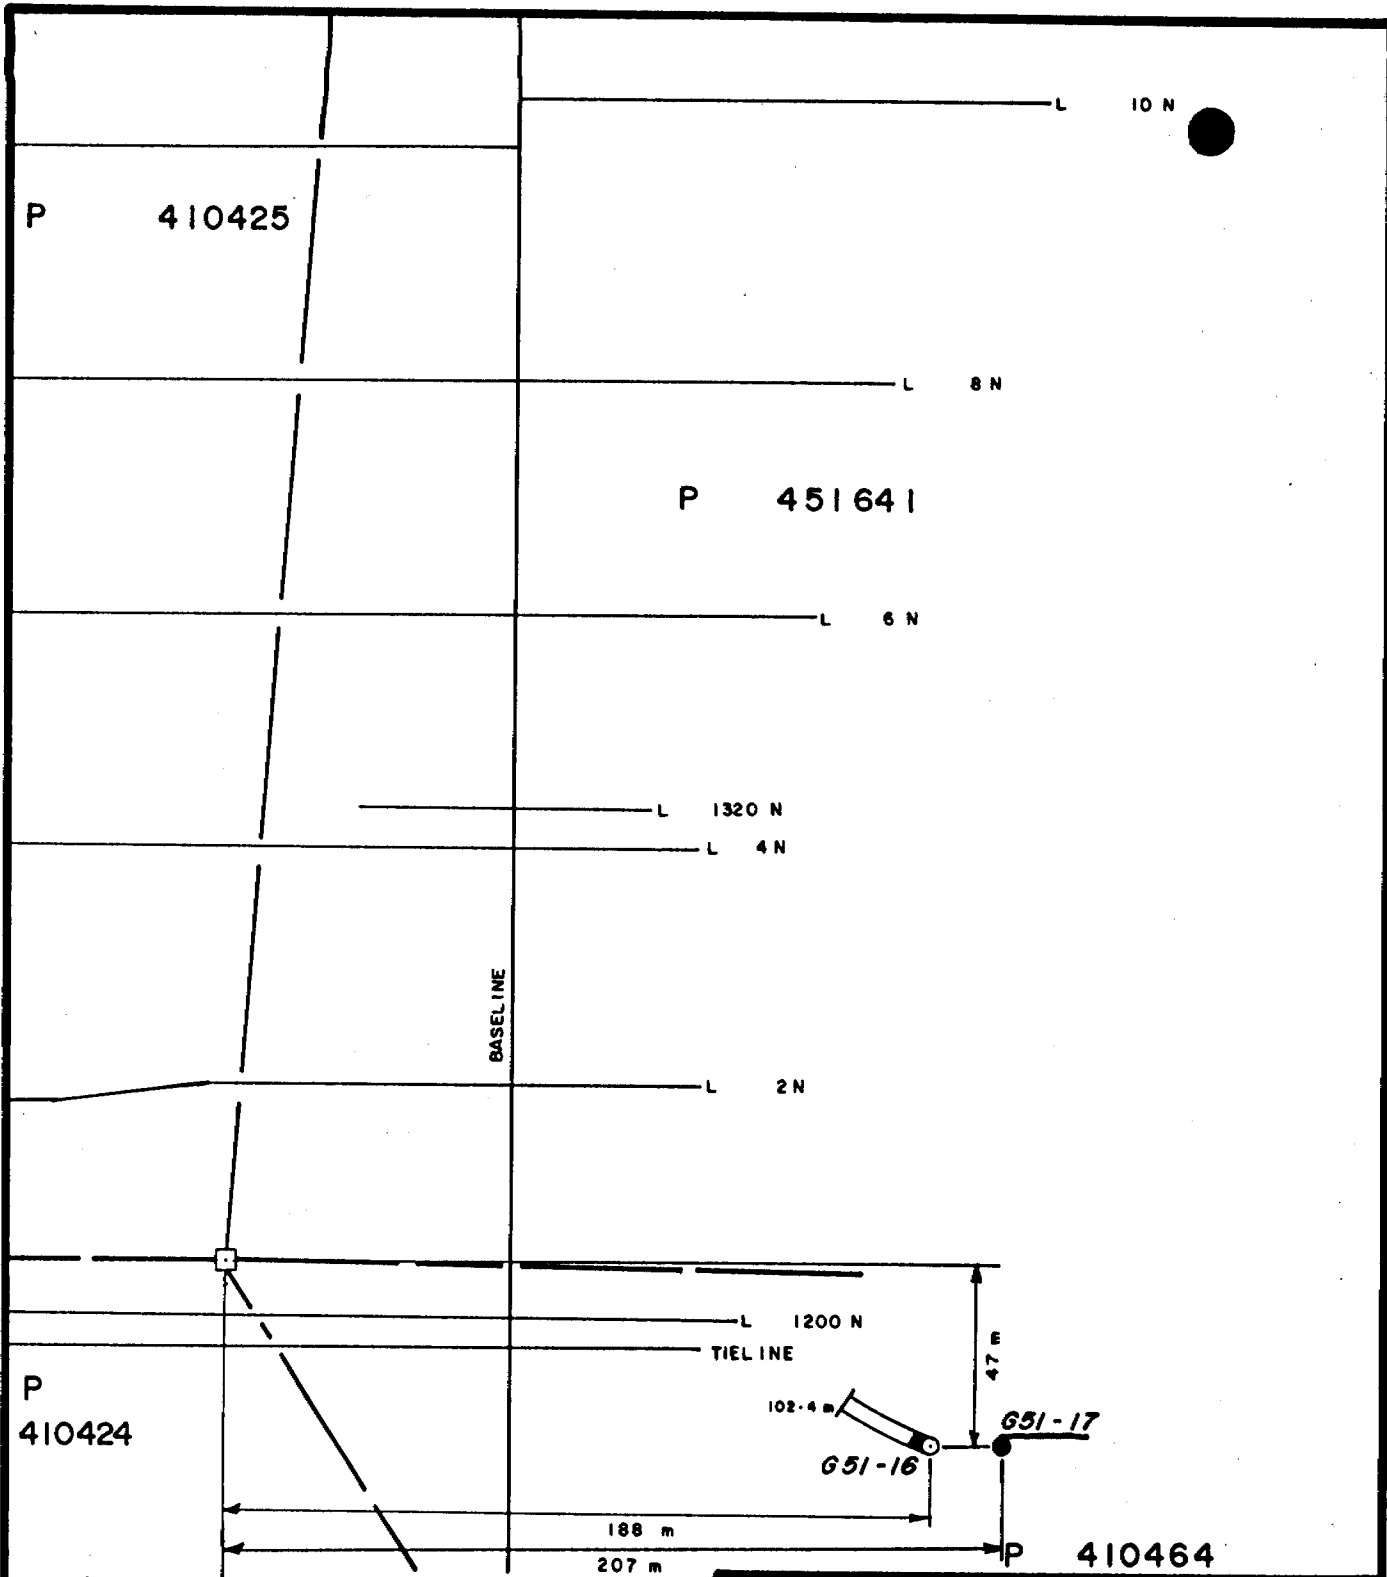 L 10 N
P 410425
L 8 N
P 451641
L 6 N
L 1320 N
L 4 N
BASELINE
L 2 N
L 1200 N
TIELINE
47 m
P
410424
102.4 m
G51-17
G51-16
188 m
207 m
P 410464